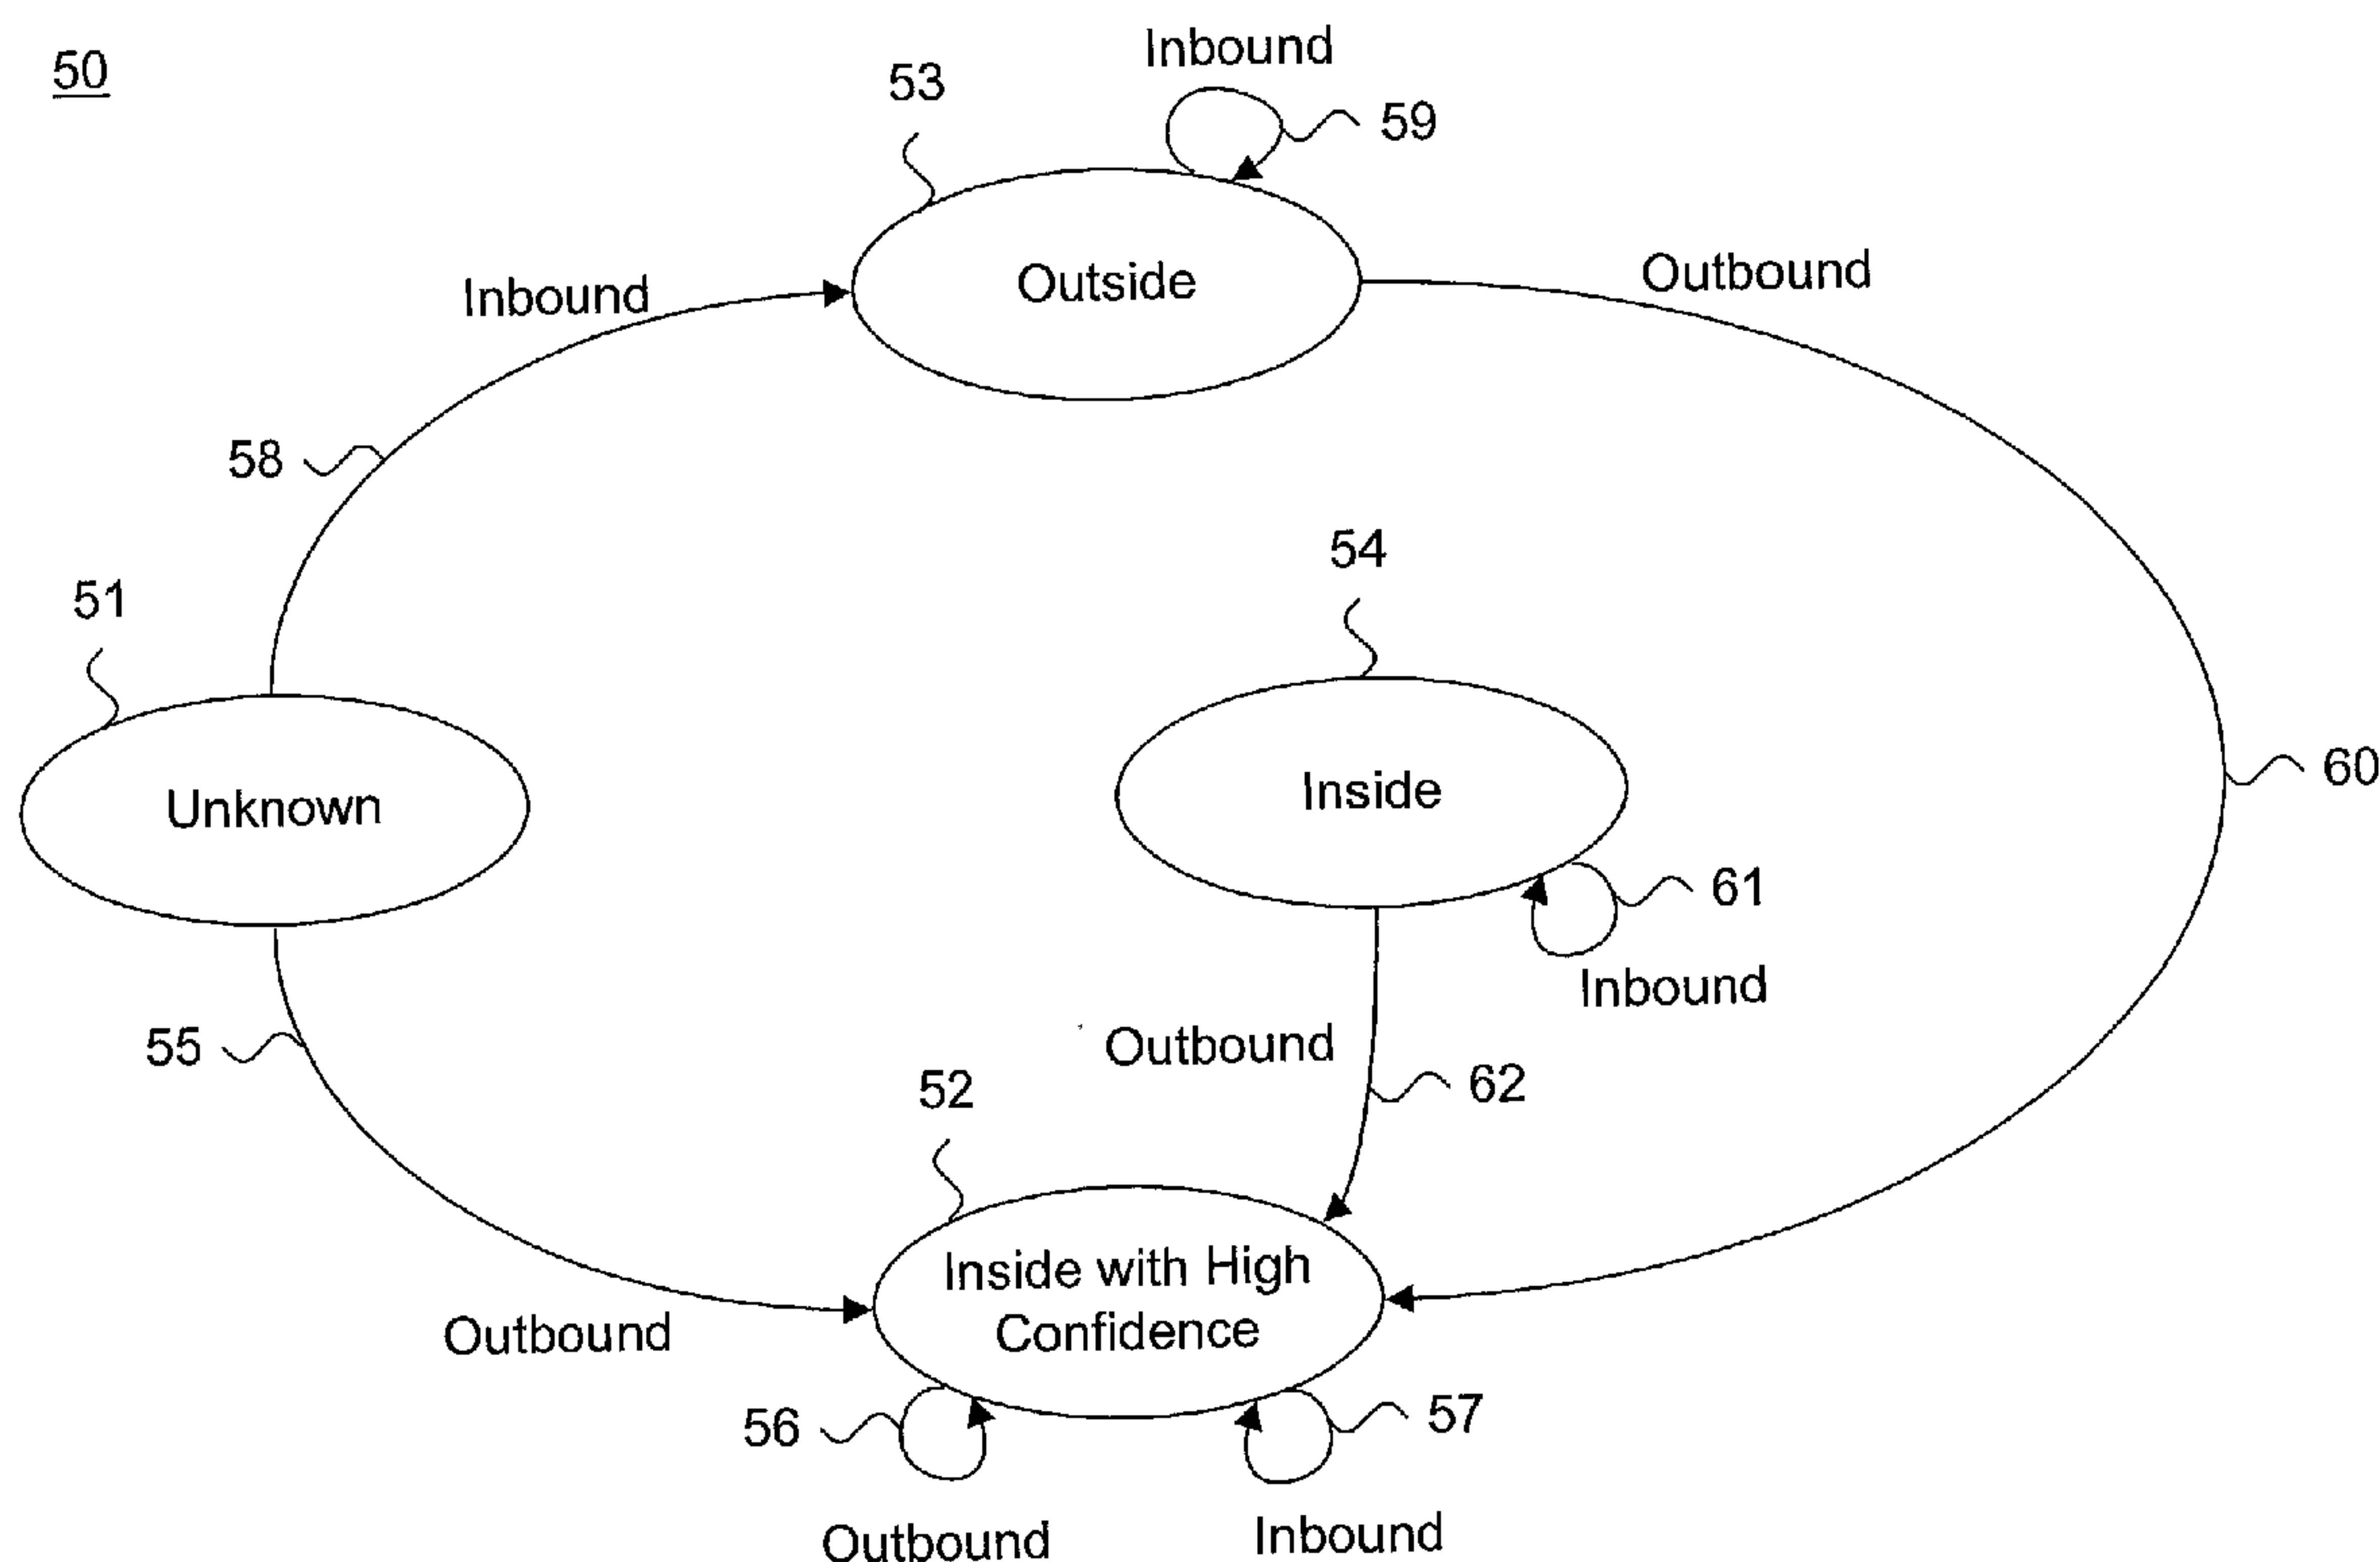 50
Inbound
53
59
Outside
Outbound
Inbound
58
54
51
60
Inside
Unknown
61
Inbound
55
Outbound
62
52
Inside with High
Confidence
Outbound
56
57
Outbound
Inbound